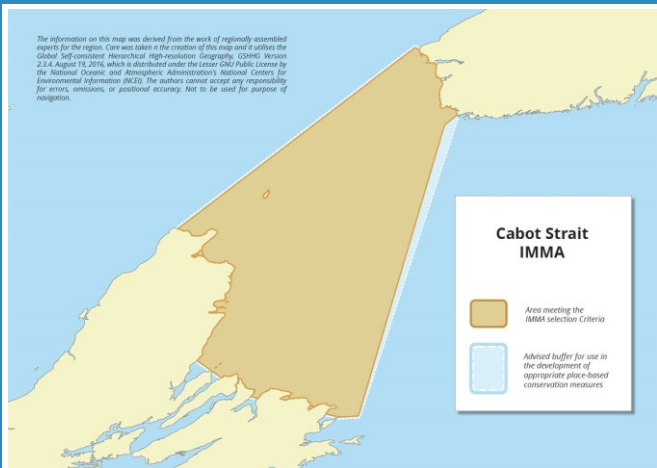 The information on this map was derived from the work of regionally assembled
experts for the region. Care was taken n the creation of this map and it utilises the
Global Self-consistent Hierarchical High-resolution Geography, GSHHG Version
2.3.4. August 19, 2016, which is distributed under the Lesser GNU Public License by
the National Oceanic and Atmospheric Administration's National Centers for
Environmental Information (NCEI). The authors cannot accept any responsibility
for errors, omissions, or positional accuracy. Not to be used for purpose of
navigation.
Cabot Strait
IMMA
Area meeting the
IMMA selection Criteria
Advised buffer for use in
the development of
appropriate place-based
conservation measures